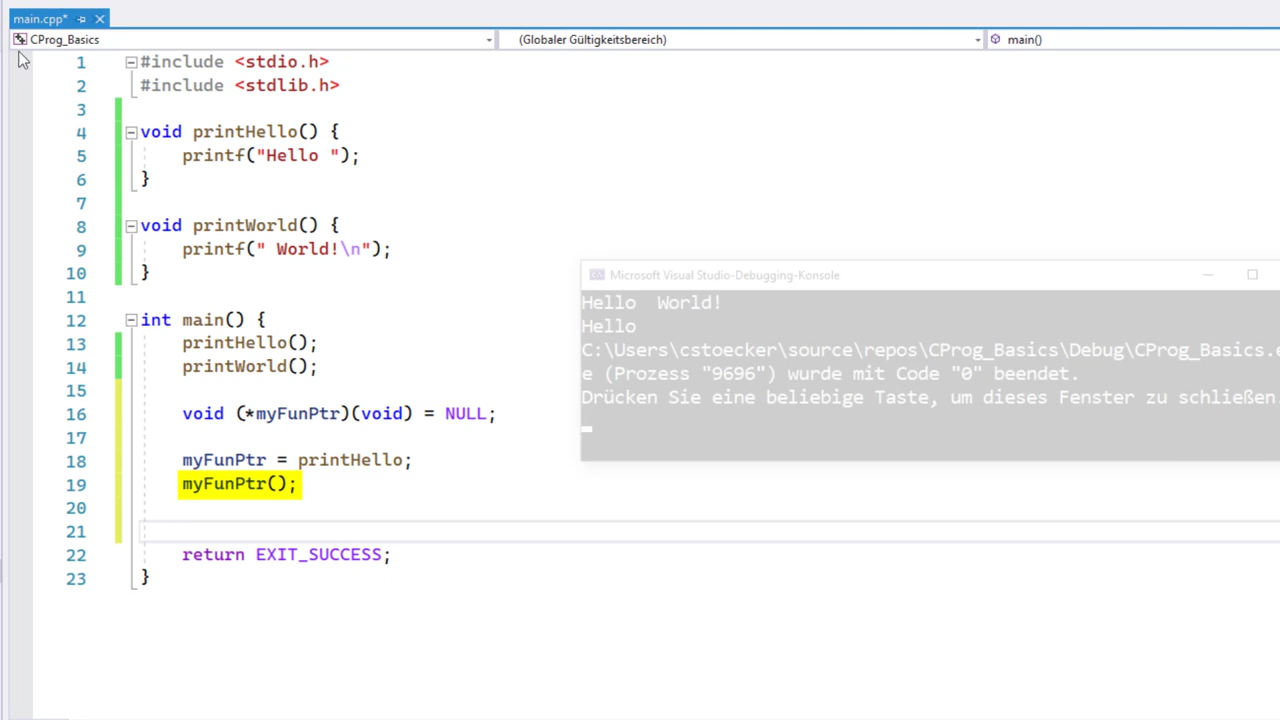 main.cpp*
CProg_Basics
(Globaler Gültigkeitsbereich)
main()
1 #include <stdio.h>
2 #include <stdlib.h>
3
4 void printHello() {
5 printf("Hello ");
6 }
7
8 void printWorld() {
9 printf(" World!\n");
10 }
11
12 int main() {
13 printHello();
14 printWorld();
15
16 void (*myFunPtr)(void) = NULL;
17
18 myFunPtr = printHello;
19 myFunPtr();
20
21
22 return EXIT_SUCCESS;
23 }
Microsoft Visual Studio-Debugging-Konsole
Hello  World!
Hello
C:\Users\cstoecker\source\repos\CProg_Basics\Debug\CProg_Basics.e
e (Prozess "9696") wurde mit Code "0" beendet.
Drücken Sie eine beliebige Taste, um dieses Fenster zu schließen.